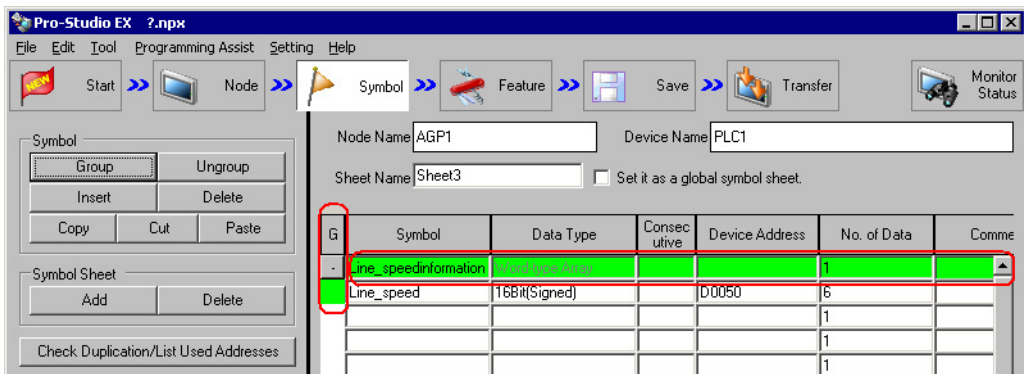 Pro-Studio EX ?.npx
File Edit Tool Programming Assist Setting Help
NEW Start Node Symbol Feature Save Transfer Monitor Status
Symbol
Group Ungroup
Insert Delete
Copy Cut Paste
Symbol Sheet
Add Delete
Check Duplication/List Used Addresses
Node Name AGP1 Device Name PLC1
Sheet Name Sheet3 Set it as a global symbol sheet.
G Symbol Data Type Consec utive Device Address No. of Data Comme
- Line_speedinformation Word type Array 1
Line_speed 16Bit(Signed) D0050 6
1
1
1